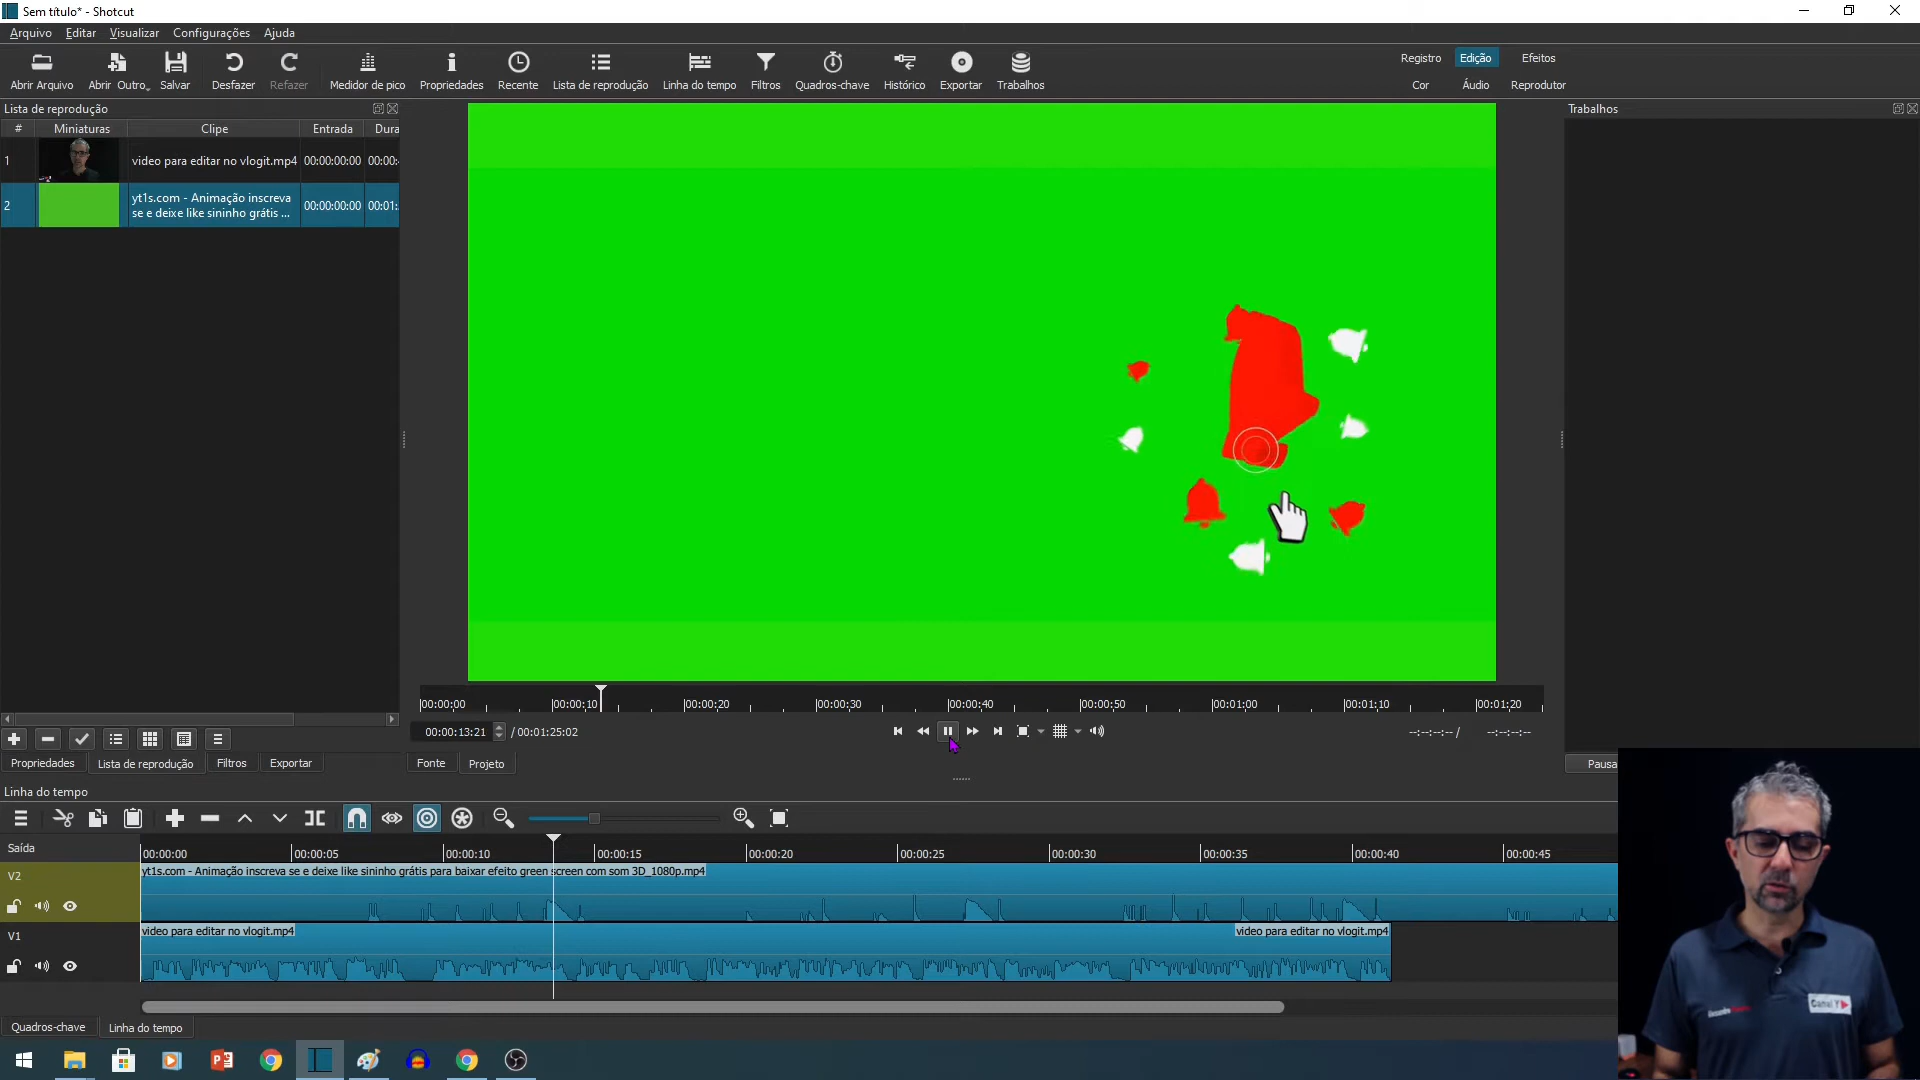 Sem título* - Shotcut
Arquivo Editar Visualizar Configurações Ajuda
Abrir Arquivo Abrir Outro Salvar Desfazer Refazer Medidor de pico Propriedades Recente Lista de reprodução Linha do tempo Filtros Quadros-chave Histórico Exportar Trabalhos
Registro Edição Efeitos
Cor Áudio Reprodutor
Lista de reprodução
# Miniaturas Clipe Entrada Dura
1 video para editar no vlogit.mp4 00:00:00:00 00:00:
2 yt1s.com - Animação inscreva se e deixe like sininho grátis ... 00:00:00:00 00:01:
Trabalhos
00:00:00 00:00:10 00:00:20 00:00:30 00:00:40 00:00:50 00:01:00 00:01:10 00:01:20
00:00:13:21 / 00:01:25:02
--:--:--:-- / --:--:--:--
Propriedades Lista de reprodução Filtros Exportar
Fonte Projeto
Pausa
Linha do tempo
Saída
00:00:00 00:00:05 00:00:10 00:00:15 00:00:20 00:00:25 00:00:30 00:00:35 00:00:40 00:00:45
V2
yt1s.com - Animação inscreva se e deixe like sininho grátis para baixar efeito green screen com som 3D_1080p.mp4
V1
video para editar no vlogit.mp4 video para editar no vlogit.mp4
Quadros-chave Linha do tempo
Canal Y